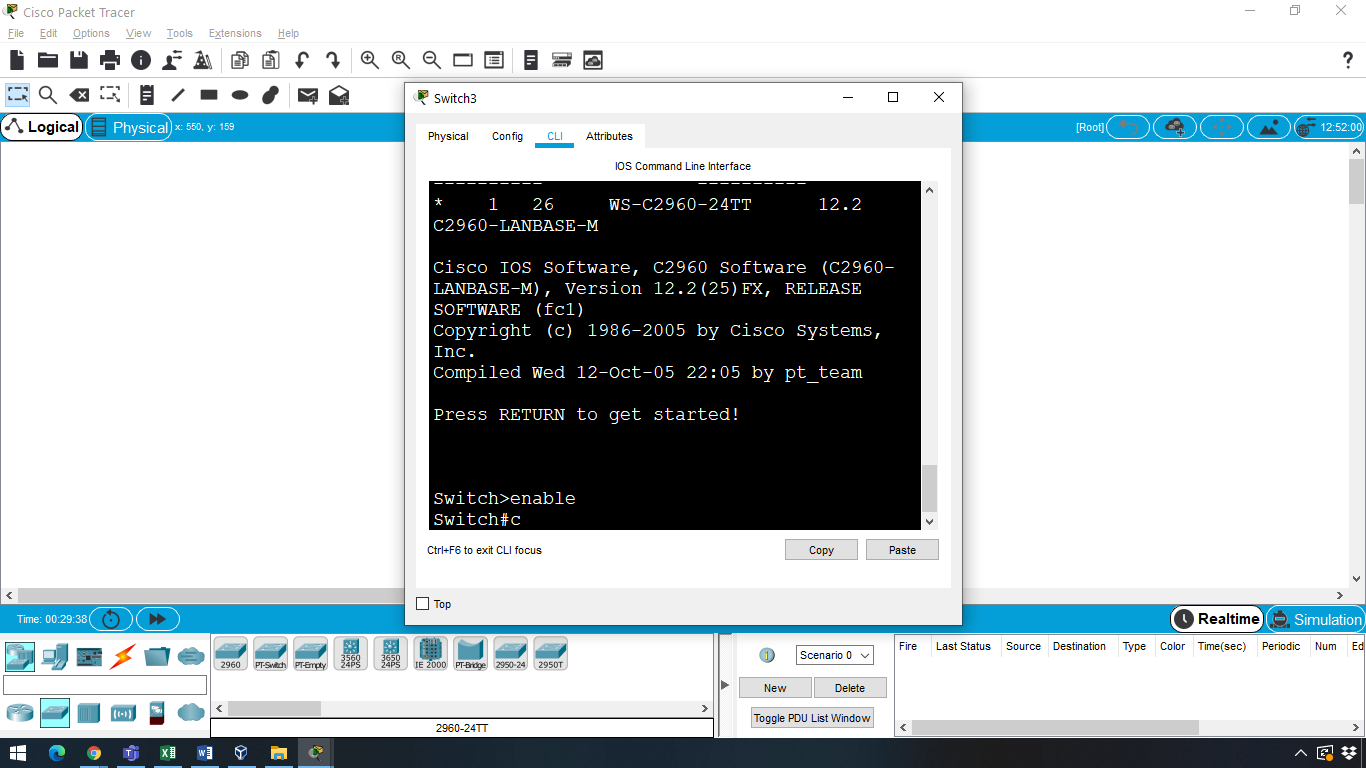 Cisco Packet Tracer
File Edit Options View Tools Extensions Help
Switch3
Logical
Physical
x: 550, y: 159
[Root]
12:52:00
Physical Config CLI Attributes
IOS Command Line Interface
---------- ----------
* 1 26 WS-C2960-24TT 12.2
C2960-LANBASE-M
Cisco IOS Software, C2960 Software (C2960-
LANBASE-M), Version 12.2(25)FX, RELEASE
SOFTWARE (fc1)
Copyright (c) 1986-2005 by Cisco Systems,
Inc.
Compiled Wed 12-Oct-05 22:05 by pt_team
Press RETURN to get started!
Switch>enable
Switch#c
Ctrl+F6 to exit CLI focus
Copy
Paste
Top
Time: 00:29:38
Realtime
Simulation
2960 PT-Switch PT-Empty 3560 24PS 3650 24PS IE 2000 PT-Bridge 2950-24 2950T
2960-24TT
Scenario 0
New
Delete
Toggle PDU List Window
Fire Last Status Source Destination Type Color Time(sec) Periodic Num Ed